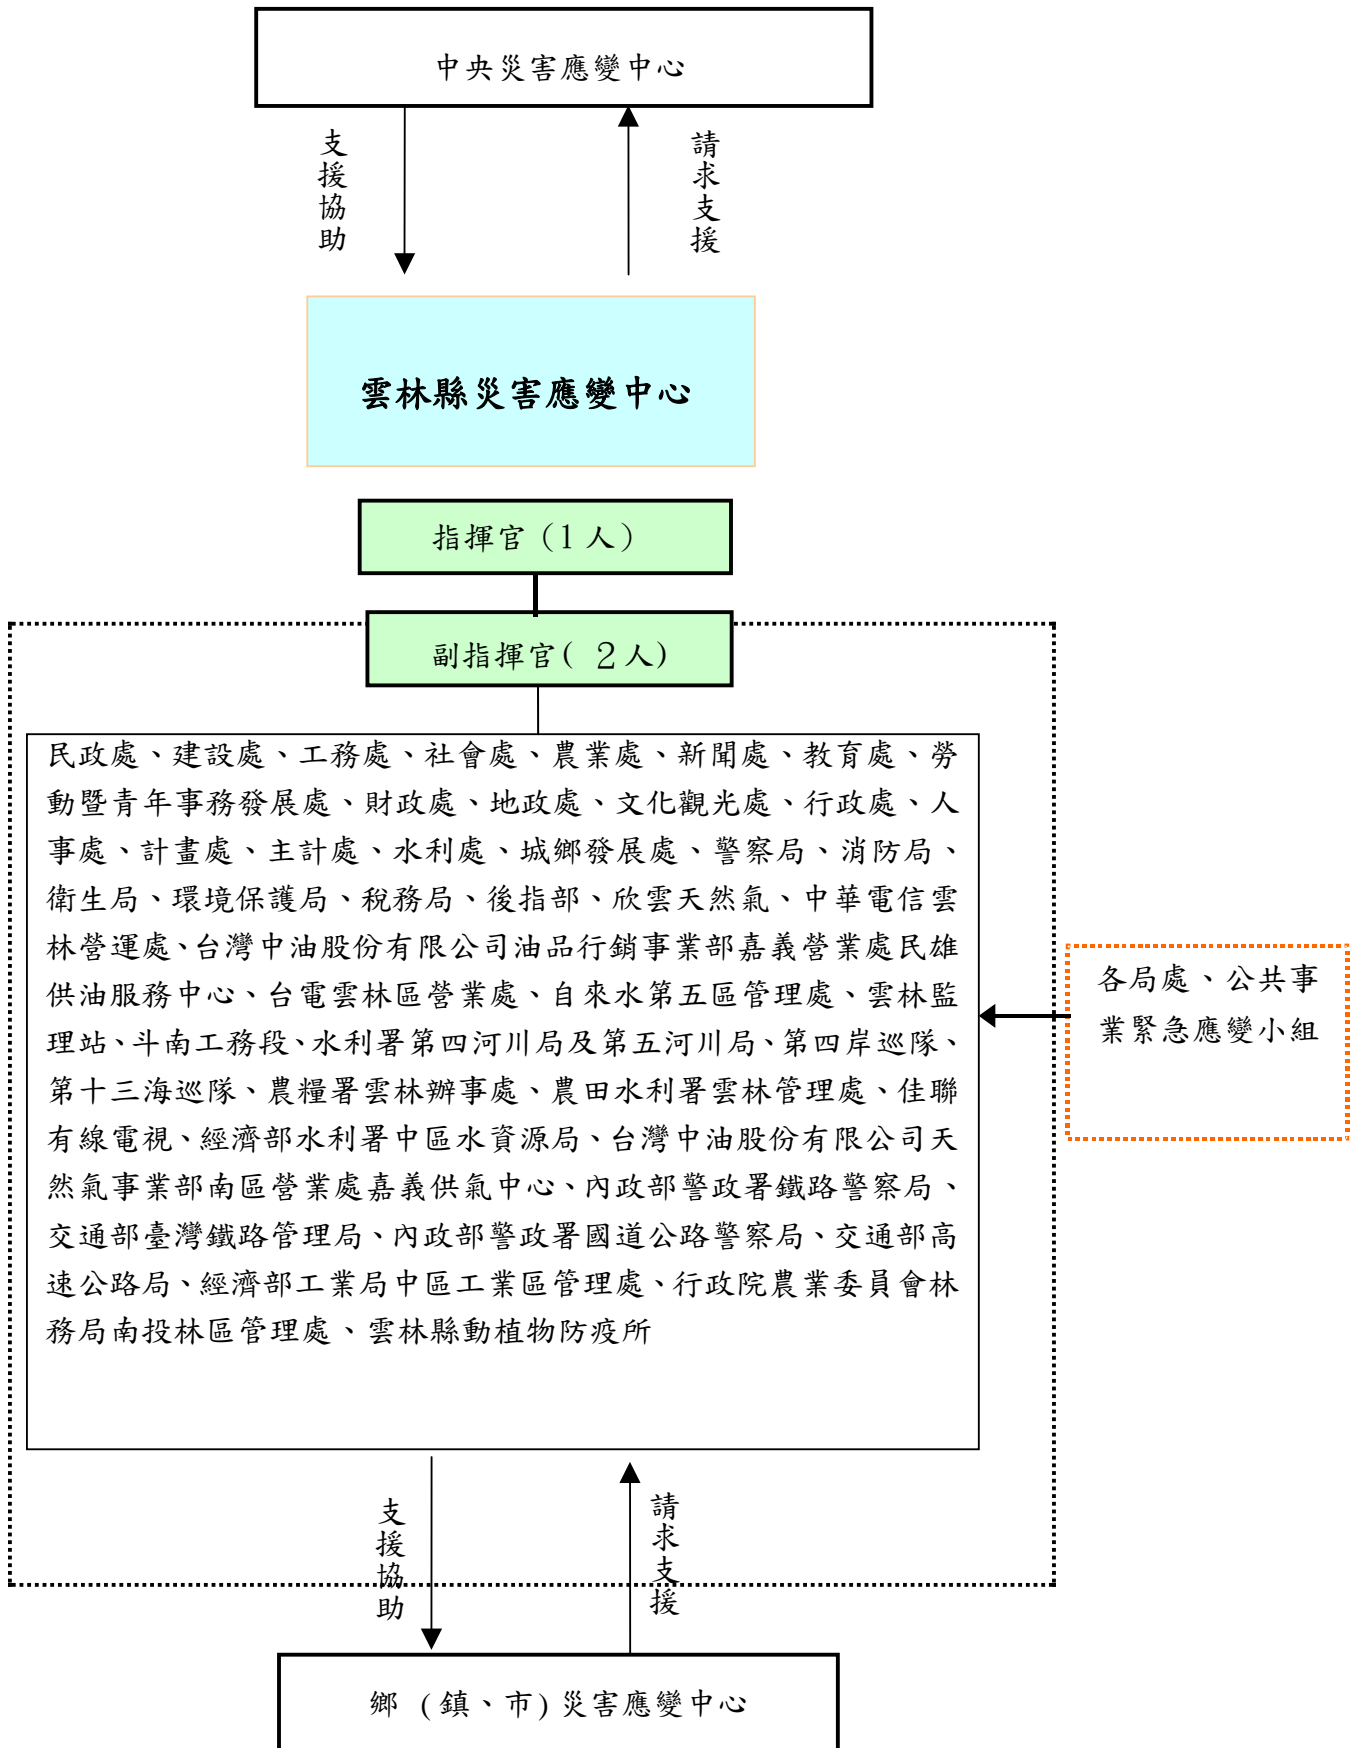 中央災害應變中心
支援協助
請求支援
雲林縣災害應變中心
指揮官（1人）
副指揮官( 2人)
民政處、建設處、工務處、社會處、農業處、新聞處、教育處、勞
動暨青年事務發展處、財政處、地政處、文化觀光處、行政處、人
事處、計畫處、主計處、水利處、城鄉發展處、警察局、消防局、
衛生局、環境保護局、稅務局、後指部、欣雲天然氣、中華電信雲
林營運處、台灣中油股份有限公司油品行銷事業部嘉義營業處民雄
供油服務中心、台電雲林區營業處、自來水第五區管理處、雲林監
理站、斗南工務段、水利署第四河川局及第五河川局、第四岸巡隊、
第十三海巡隊、農糧署雲林辦事處、農田水利署雲林管理處、佳聯
有線電視、經濟部水利署中區水資源局、台灣中油股份有限公司天
然氣事業部南區營業處嘉義供氣中心、內政部警政署鐵路警察局、
交通部臺灣鐵路管理局、內政部警政署國道公路警察局、交通部高
速公路局、經濟部工業局中區工業區管理處、行政院農業委員會林
務局南投林區管理處、雲林縣動植物防疫所
各局處、公共事
業緊急應變小組
支援協助
請求支援
鄉 (鎮、市)災害應變中心